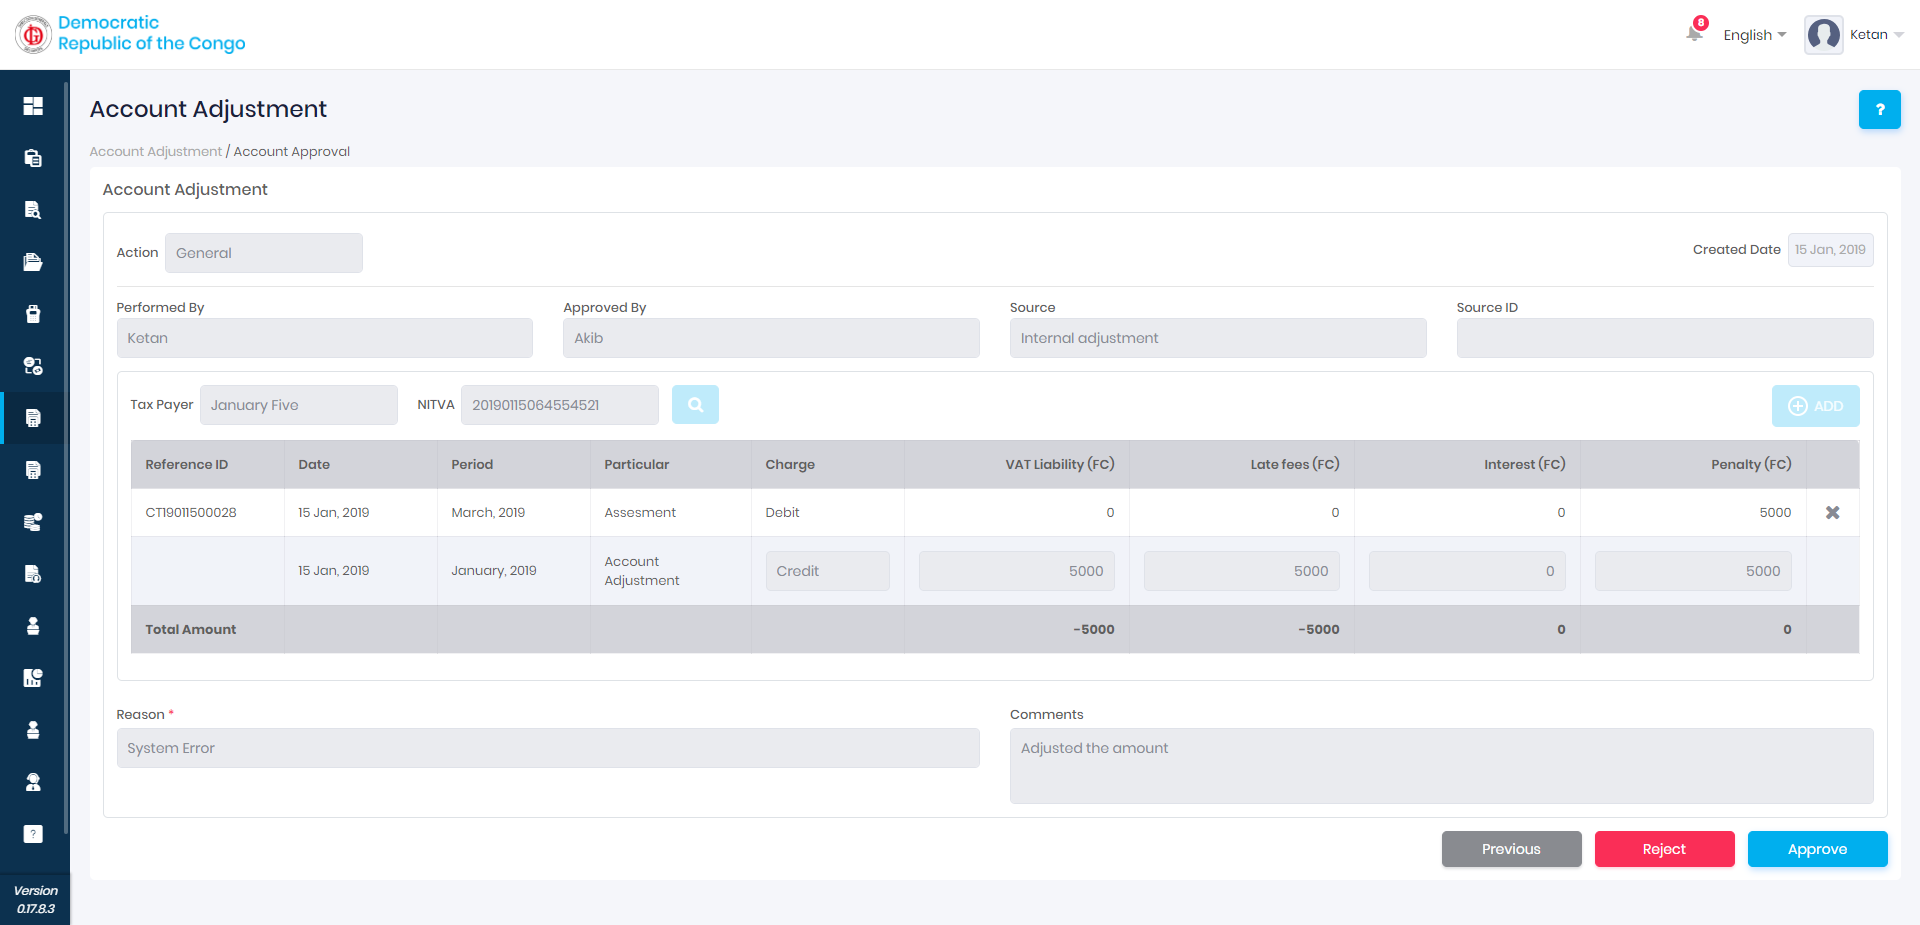 Democratic
Republic of the Congo
8
English
Ketan
Account Adjustment
?
Account Adjustment / Account Approval
Account Adjustment
Action General
Created Date 15 Jan, 2019
Performed By Approved By Source Source ID
Ketan Akib Internal adjustment
Tax Payer January Five NITVA 20190115064554521 ADD
Reference ID Date Period Particular Charge VAT Liability (FC) Late fees (FC) Interest (FC) Penalty (FC)
CT19011500028 15 Jan, 2019 March, 2019 Assesment Debit 0 0 0 5000
15 Jan, 2019 January, 2019 Account Adjustment Credit 5000 5000 0 5000
Total Amount -5000 -5000 0 0
Reason * Comments
System Error Adjusted the amount
Previous Reject Approve
?
Version
0.17.8.3